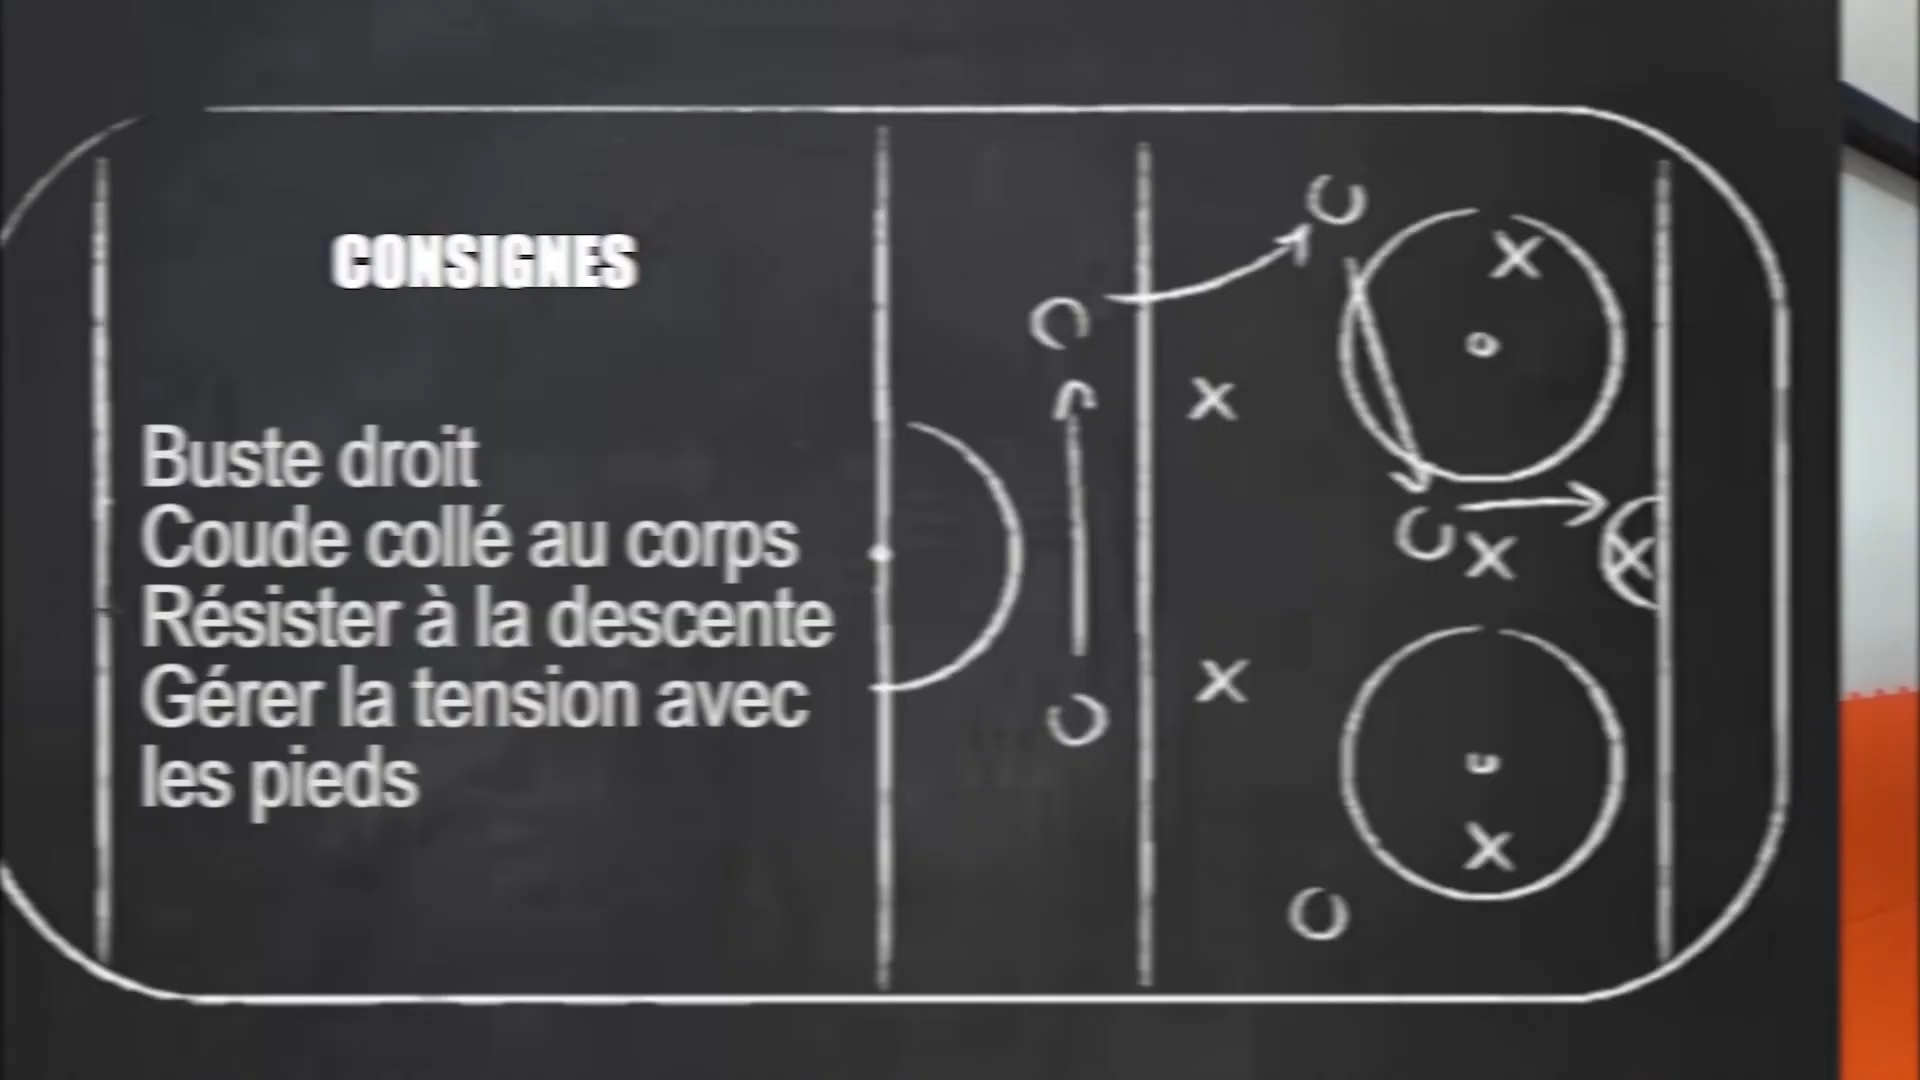 CONSIGNES
Buste droit
Coude collé au corps
Résister à la descente
Gérer la tension avec
les pieds